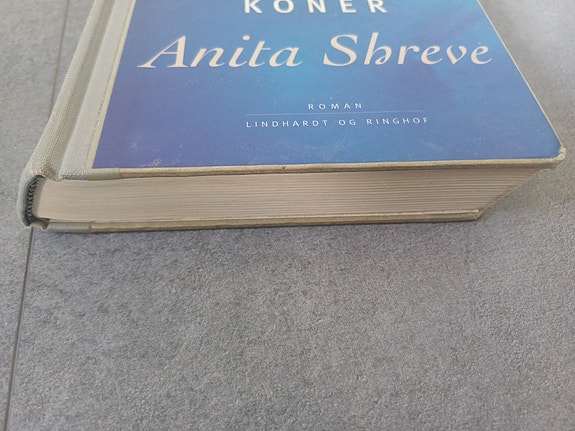 KONER
Anita Shreve
ROMAN
LINDHARDT OG RINGHOF